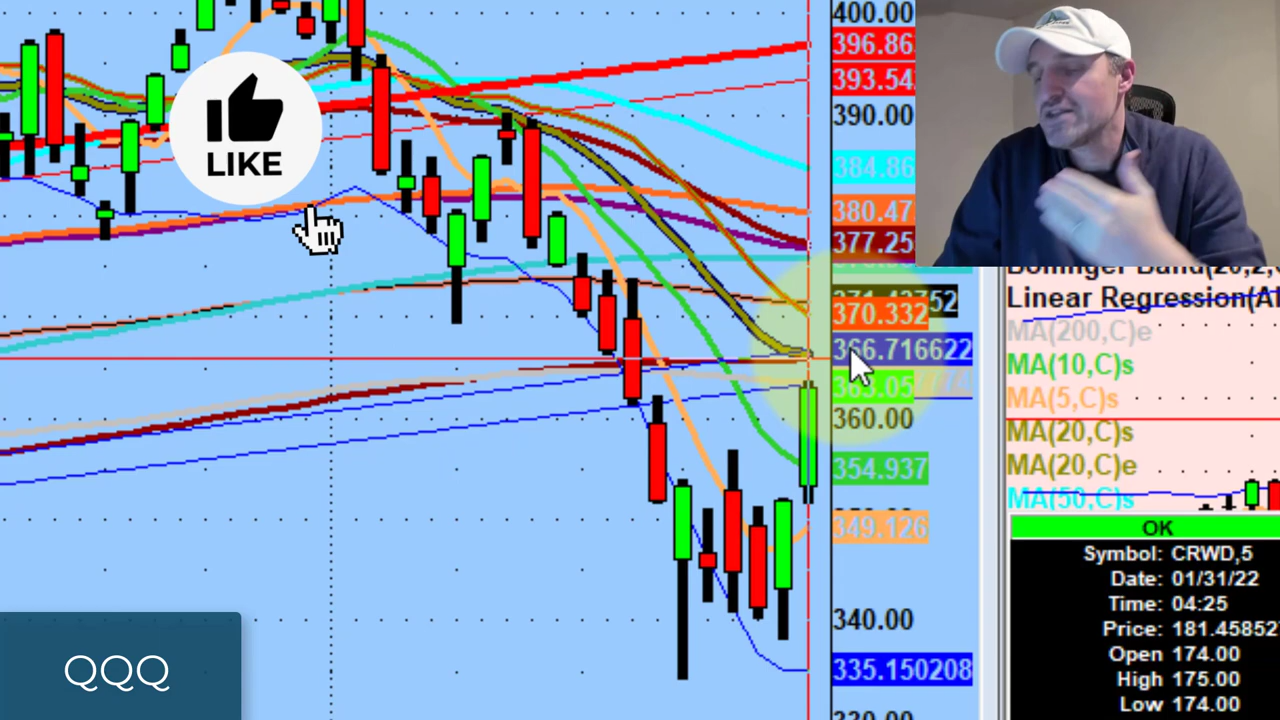 400.00
396.86
393.54
390.00
LIKE
384.86
380.47
377.25
370.332
366.716622
363.05
360.00
354.937
349.126
340.00
335.150208
Linear Regression(A
MA(200,C)e
MA(10,C)s
MA(5,C)s
MA(20,C)s
MA(20,C)e
MA(50,C)s
OK
Symbol: CRWD,5
Date: 01/31/22
Time: 04:25
Price: 181.45852
Open 174.00
High 175.00
Low 174.00
QQQ